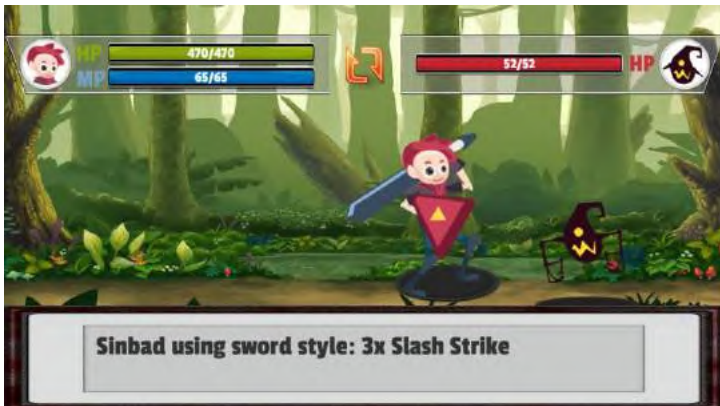 HP 470/470
MP 65/65
52/52 HP
Sinbad using sword style: 3x Slash Strike